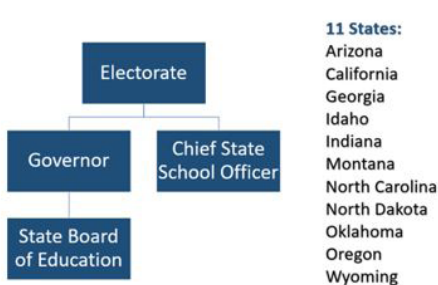 Electorate
Governor
Chief State
School Officer
State Board
of Education
11 States:
Arizona
California
Georgia
Idaho
Indiana
Montana
North Carolina
North Dakota
Oklahoma
Oregon
Wyoming